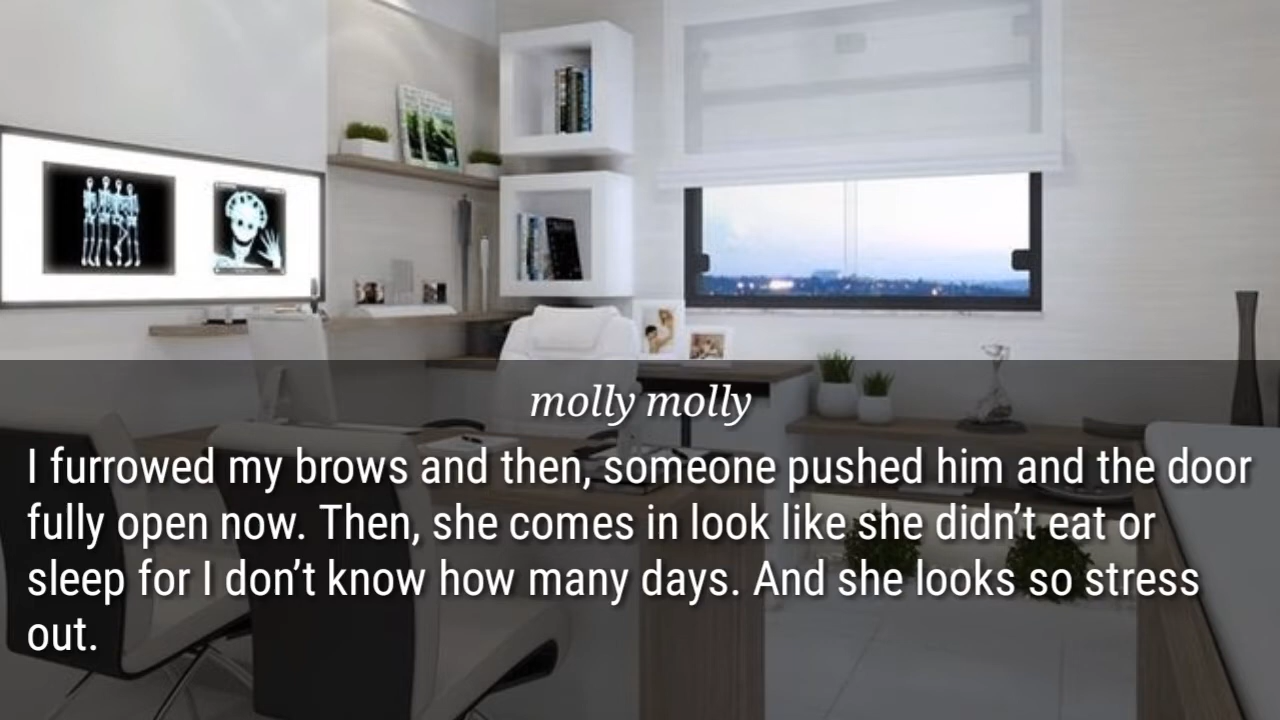 molly molly
I furrowed my brows and then, someone pushed him and the door
fully open now. Then, she comes in look like she didn’t eat or
sleep for I don’t know how many days. And she looks so stress
out.